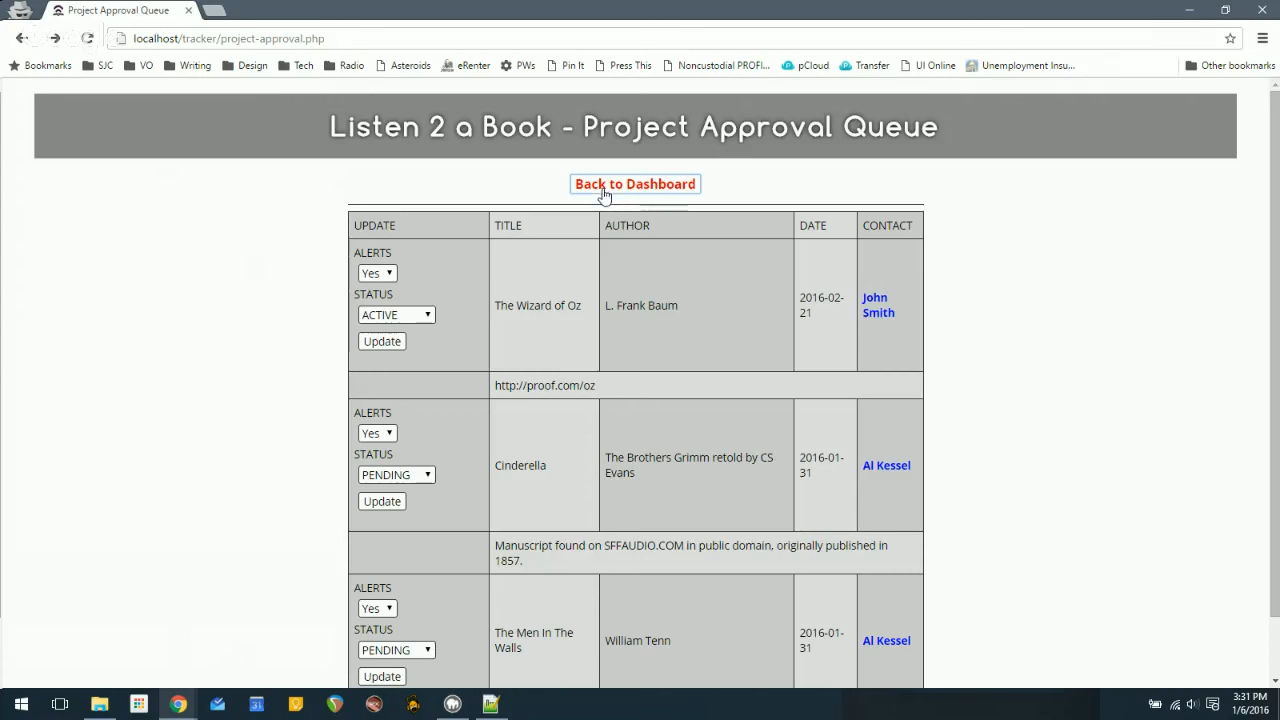 Project Approval Queue
localhost/tracker/project-approval.php
Bookmarks SJC VO Writing Design Tech Radio Asteroids eRenter PWs Pin It Press This Noncustodial PROFI... pCloud Transfer UI Online Unemployment Insu... Other bookmarks
Listen 2 a Book - Project Approval Queue
Back to Dashboard
UPDATE TITLE AUTHOR DATE CONTACT
ALERTS
Yes
STATUS
ACTIVE
Update
The Wizard of Oz
L. Frank Baum
2016-02-
21
John
Smith
http://proof.com/oz
ALERTS
Yes
STATUS
PENDING
Update
Cinderella
The Brothers Grimm retold by CS
Evans
2016-01-
31
Al Kessel
Manuscript found on SFFAUDIO.COM in public domain, originally published in
1857.
ALERTS
Yes
STATUS
PENDING
Update
The Men In The
Walls
William Tenn
2016-01-
31
Al Kessel
31
3:31 PM
1/6/2016